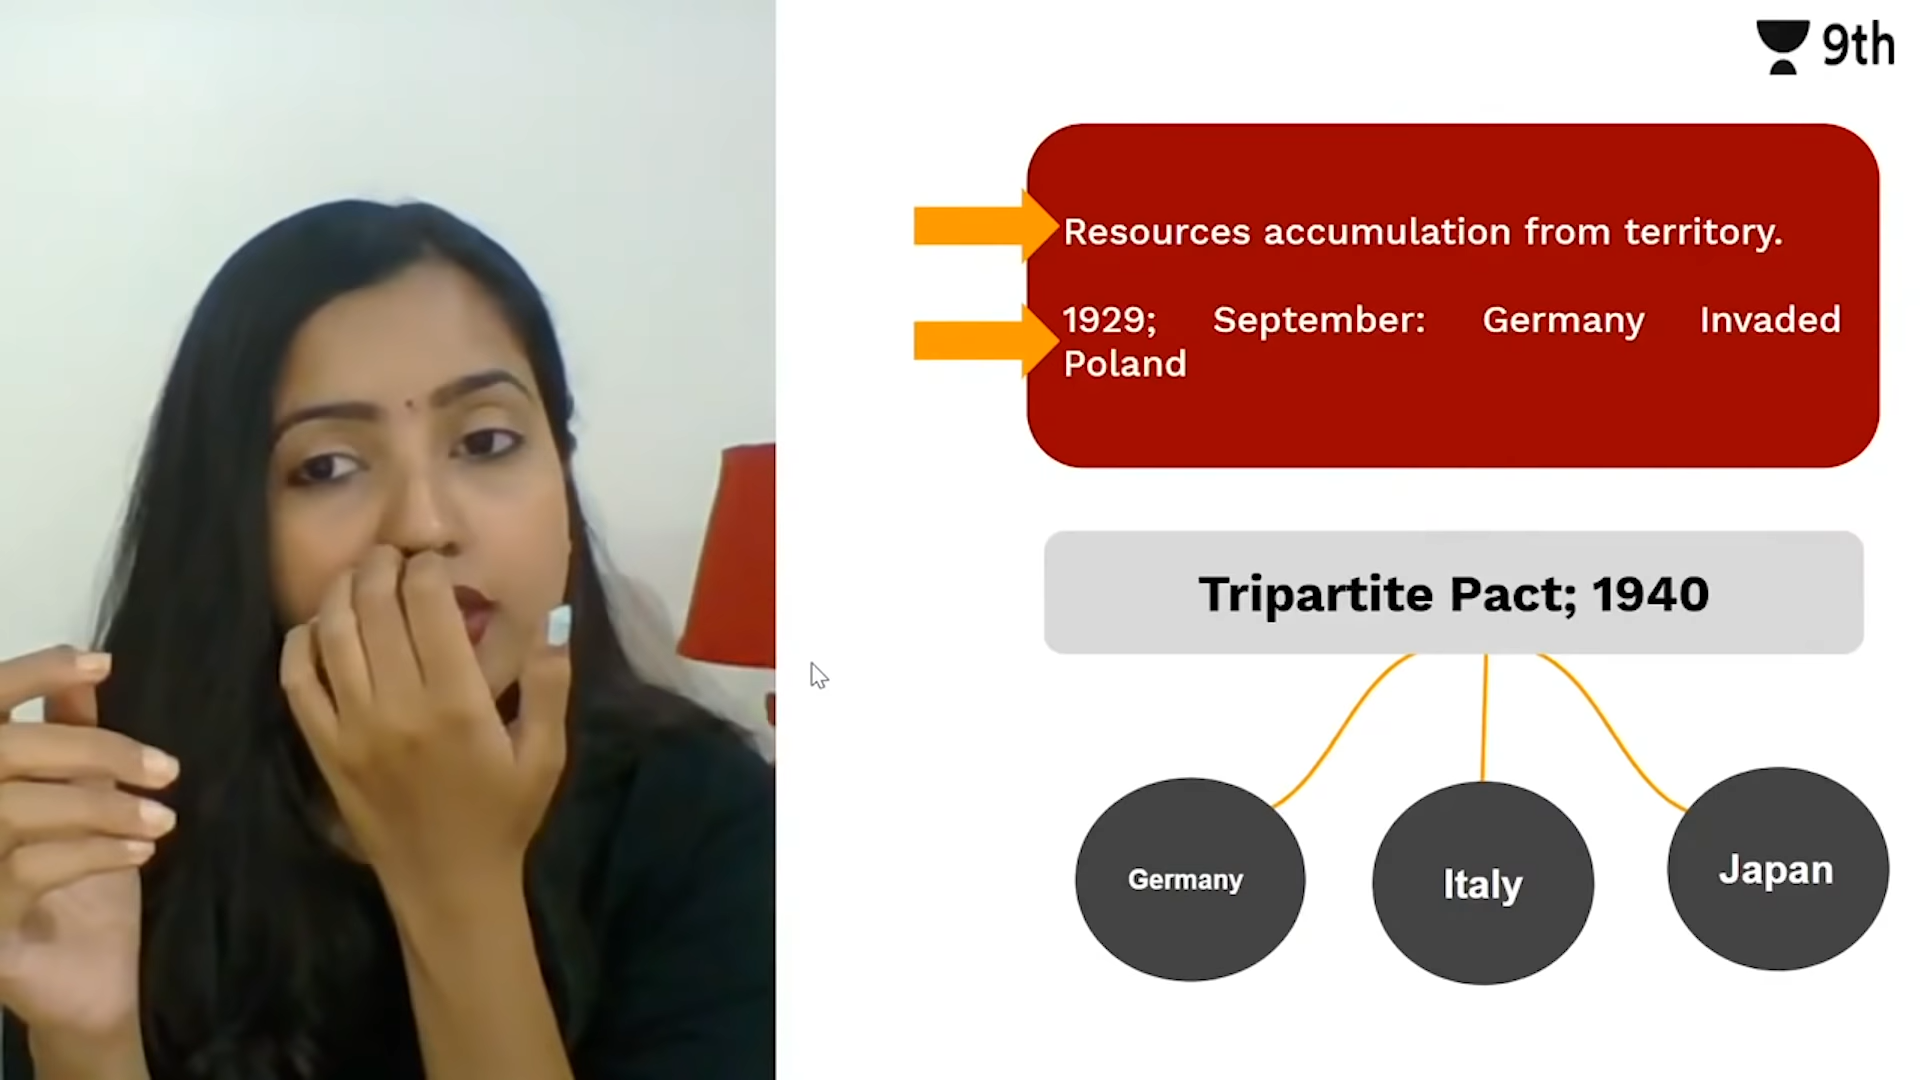 9th
Resources accumulation from territory.
1929; September: Germany Invaded
Poland
Tripartite Pact; 1940
Germany
Italy
Japan